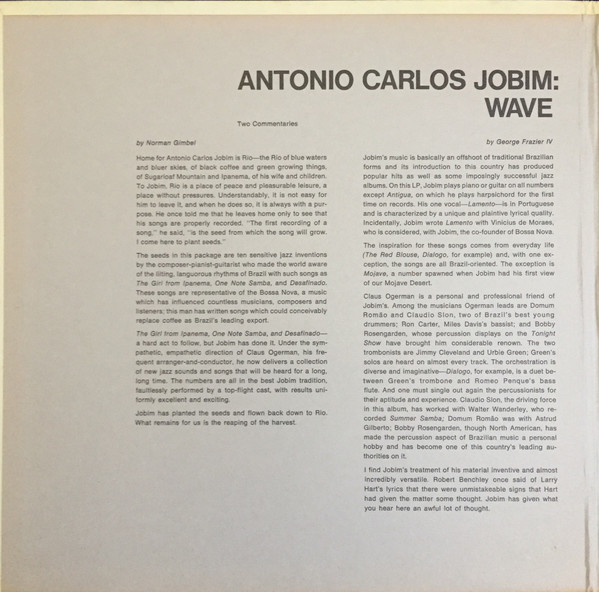 ANTONIO CARLOS JOBIM:
WAVE
Two Commentaries
by Norman Gimbel
Home for Antonio Carlos Jobim is Rio—the Rio of blue waters
and bluer skies, of black coffee and green growing things,
of Sugarloaf Mountain and Ipanema, of his wife and children.
To Jobim, Rio is a place of peace and pleasurable leisure, a
place without pressures. Understandably, it is not easy for
him to leave it, and when he does so, it is always with a pur-
pose. He once told me that he leaves home only to see that
his songs are properly recorded. "The first recording of a
song," he said, "is the seed from which the song will grow.
I come here to plant seeds."
The seeds in this package are ten sensitive jazz inventions
by the composer-pianist-guitarist who made the world aware
of the lilting, languorous rhythms of Brazil with such songs as
The Girl from Ipanema, One Note Samba, and Desafinado.
These songs are representative of the Bossa Nova, a music
which has influenced countless musicians, composers and
listeners; this man has written songs which could conceivably
replace coffee as Brazil's leading export.
The Girl from Ipanema, One Note Samba, and Desafinado—
a hard act to follow, but Jobim has done it. Under the sym-
pathetic, empathetic direction of Claus Ogerman, his fre-
quent arranger-and-conductor, he now delivers a collection
of new jazz sounds and songs that will be heard for a long,
long time. The numbers are all in the best Jobim tradition,
faultlessly performed by a top-flight cast, with results uni-
formly excellent and exciting.
Jobim has planted the seeds and flown back down to Rio.
What remains for us is the reaping of the harvest.
by George Frazier IV
Jobim's music is basically an offshoot of traditional Brazilian
forms and its introduction to this country has produced
popular hits as well as some imposingly successful jazz
albums. On this LP, Jobim plays piano or guitar on all numbers
except Antigua, on which he plays harpsichord for the first
time on records. His one vocal—Lamento—is in Portuguese
and is characterized by a unique and plaintive lyrical quality.
Incidentally, Jobim wrote Lamento with Vinicius de Moraes,
who is considered, with Jobim, the co-founder of Bossa Nova.
The inspiration for these songs comes from everyday life
(The Red Blouse, Dialogo, for example) and, with one ex-
ception, the songs are all Brazil-oriented. The exception is
Mojave, a number spawned when Jobim had his first view
of our Mojave Desert.
Claus Ogerman is a personal and professional friend of
Jobim's. Among the musicians Ogerman leads are Domum
Romão and Claudio Slon, two of Brazil's best young
drummers; Ron Carter, Miles Davis's bassist; and Bobby
Rosengarden, whose percussion displays on the Tonight
Show have brought him considerable renown. The two
trombonists are Jimmy Cleveland and Urbie Green; Green's
solos are heard on almost every track. The orchestration is
diverse and imaginative—Dialogo, for example, is a duet be-
tween Green's trombone and Romeo Penque's bass
flute. And one must single out again the percussionists for
their aptitude and experience. Claudio Slon, the driving force
in this album, has worked with Walter Wanderley, who re-
corded Summer Samba; Domum Romão was with Astrud
Gilberto; Bobby Rosengarden, though North American, has
made the percussion aspect of Brazilian music a personal
hobby and has become one of this country's leading au-
thorities on it.
I find Jobim's treatment of his material inventive and almost
incredibly versatile. Robert Benchley once said of Larry
Hart's lyrics that there were unmistakeable signs that Hart
had given the matter some thought. Jobim has given what
you hear here an awful lot of thought.